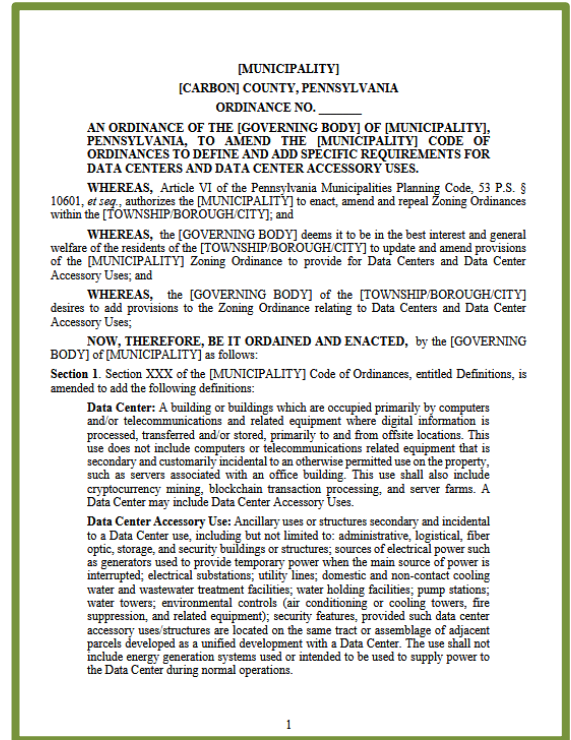 [MUNICIPALITY]
[CARBON] COUNTY, PENNSYLVANIA
ORDINANCE NO. ______
AN ORDINANCE OF THE [GOVERNING BODY] OF [MUNICIPALITY],
PENNSYLVANIA, TO AMEND THE [MUNICIPALITY] CODE OF
ORDINANCES TO DEFINE AND ADD SPECIFIC REQUIREMENTS FOR
DATA CENTERS AND DATA CENTER ACCESSORY USES.
WHEREAS, Article VI of the Pennsylvania Municipalities Planning Code, 53 P.S. §
10601, et seq., authorizes the [MUNICIPALITY] to enact, amend and repeal Zoning Ordinances
within the [TOWNSHIP/BOROUGH/CITY]; and
WHEREAS, the [GOVERNING BODY] deems it to be in the best interest and general
welfare of the residents of the [TOWNSHIP/BOROUGH/CITY] to update and amend provisions
of the [MUNICIPALITY] Zoning Ordinance to provide for Data Centers and Data Center
Accessory Uses; and
WHEREAS, the [GOVERNING BODY] of the [TOWNSHIP/BOROUGH/CITY]
desires to add provisions to the Zoning Ordinance relating to Data Centers and Data Center
Accessory Uses;
NOW, THEREFORE, BE IT ORDAINED AND ENACTED, by the [GOVERNING
BODY] of [MUNICIPALITY] as follows:
Section 1. Section XXX of the [MUNICIPALITY] Code of Ordinances, entitled Definitions, is
amended to add the following definitions:
Data Center: A building or buildings which are occupied primarily by computers
and/or telecommunications and related equipment where digital information is
processed, transferred and/or stored, primarily to and from offsite locations. This
use does not include computers or telecommunications related equipment that is
secondary and customarily incidental to an otherwise permitted use on the property,
such as servers associated with an office building. This use shall also include
cryptocurrency mining, blockchain transaction processing, and server farms. A
Data Center may include Data Center Accessory Uses.
Data Center Accessory Use: Ancillary uses or structures secondary and incidental
to a Data Center use, including but not limited to: administrative, logistical, fiber
optic, storage, and security buildings or structures; sources of electrical power such
as generators used to provide temporary power when the main source of power is
interrupted; electrical substations; utility lines; domestic and non-contact cooling
water and wastewater treatment facilities; water holding facilities; pump stations;
water towers; environmental controls (air conditioning or cooling towers, fire
suppression, and related equipment); security features, provided such data center
accessory uses/structures are located on the same tract or assemblage of adjacent
parcels developed as a unified development with a Data Center. The use shall not
include energy generation systems used or intended to be used to supply power to
the Data Center during normal operations.
1